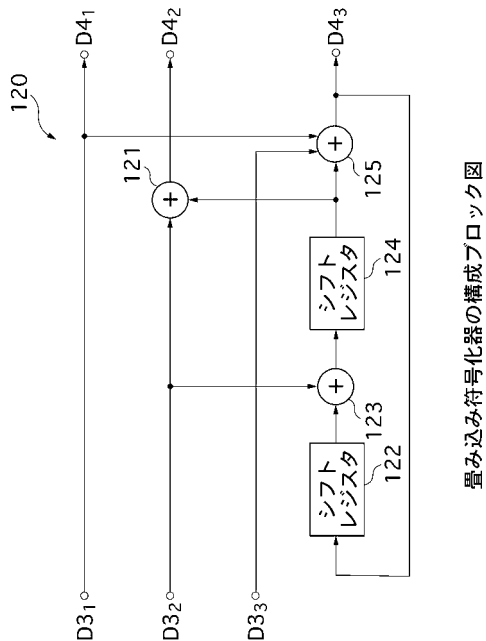 120
D3₁
D4₁
121
D3₂
D4₂
D3₃
D4₃
シフト
レジスタ
122
123
シフト
レジスタ
124
125
畳み込み符号化器の構成ブロック図